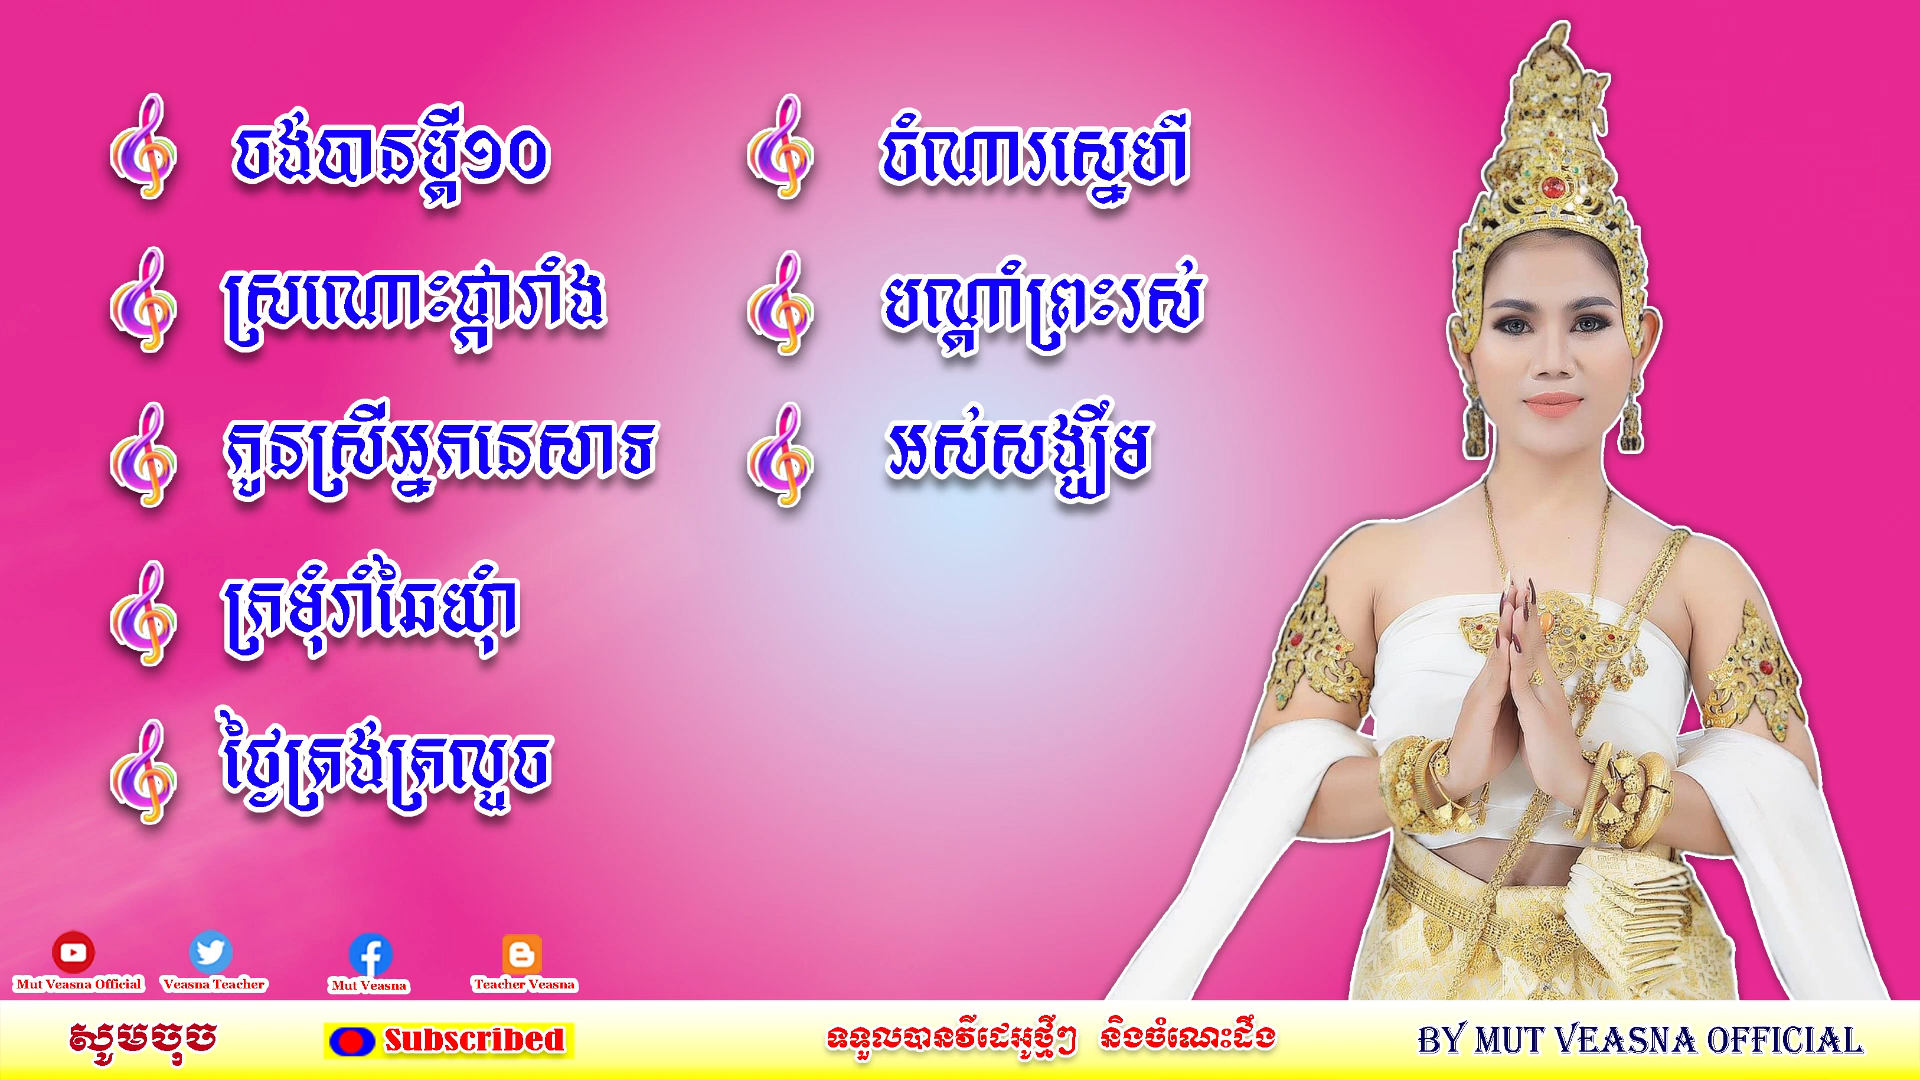 ចង់បានប្ដី១០
ស្រណោះផ្ការាំង
កូនស្រីអ្នកនេសាទ
ក្រមុំរាំឆៃយ៉ាំ
ថ្ងៃត្រង់ត្រល្ជួច
ចំណារស្នេហ៍
បណ្ដាំព្រះរស់
អស់សង្ឃឹម
Mut Veasna Official
Veasna Teacher
Mut Veasna
Teacher Veasna
សូមចុច
Subscribed
ទទួលបានវីដេអូថ្មីៗ និងចំណេះដឹង
BY MUT VEASNA OFFICIAL